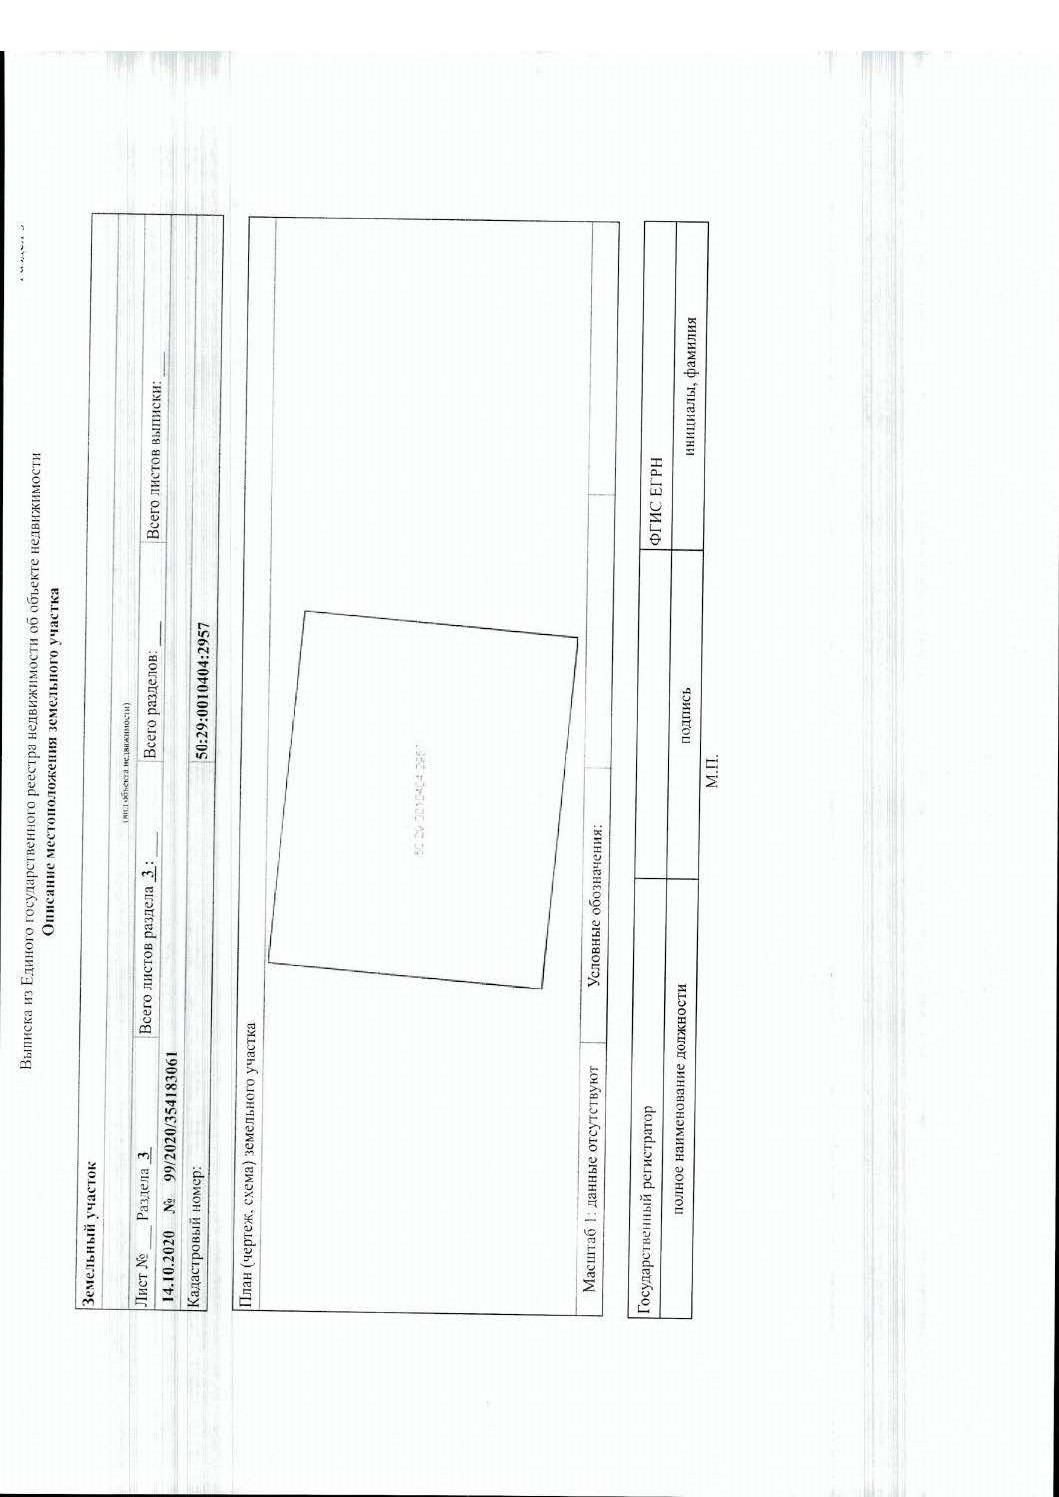 Выписка из Единого государственного реестра недвижимости об объекте недвижимости
Описание местоположения земельного участка
Земельный участок
(вид объекта недвижимости)
Лист № ___ Раздела 3 Всего листов раздела 3 : ___ Всего разделов: ___ Всего листов выписки: ___
14.10.2020 № 99/2020/354183061
Кадастровый номер: 50:29:0010404:2957
План (чертеж, схема) земельного участка
Масштаб 1: данные отсутствуют Условные обозначения:
Государственный регистратор ФГИС ЕГРН
полное наименование должности подпись инициалы, фамилия
М.П.